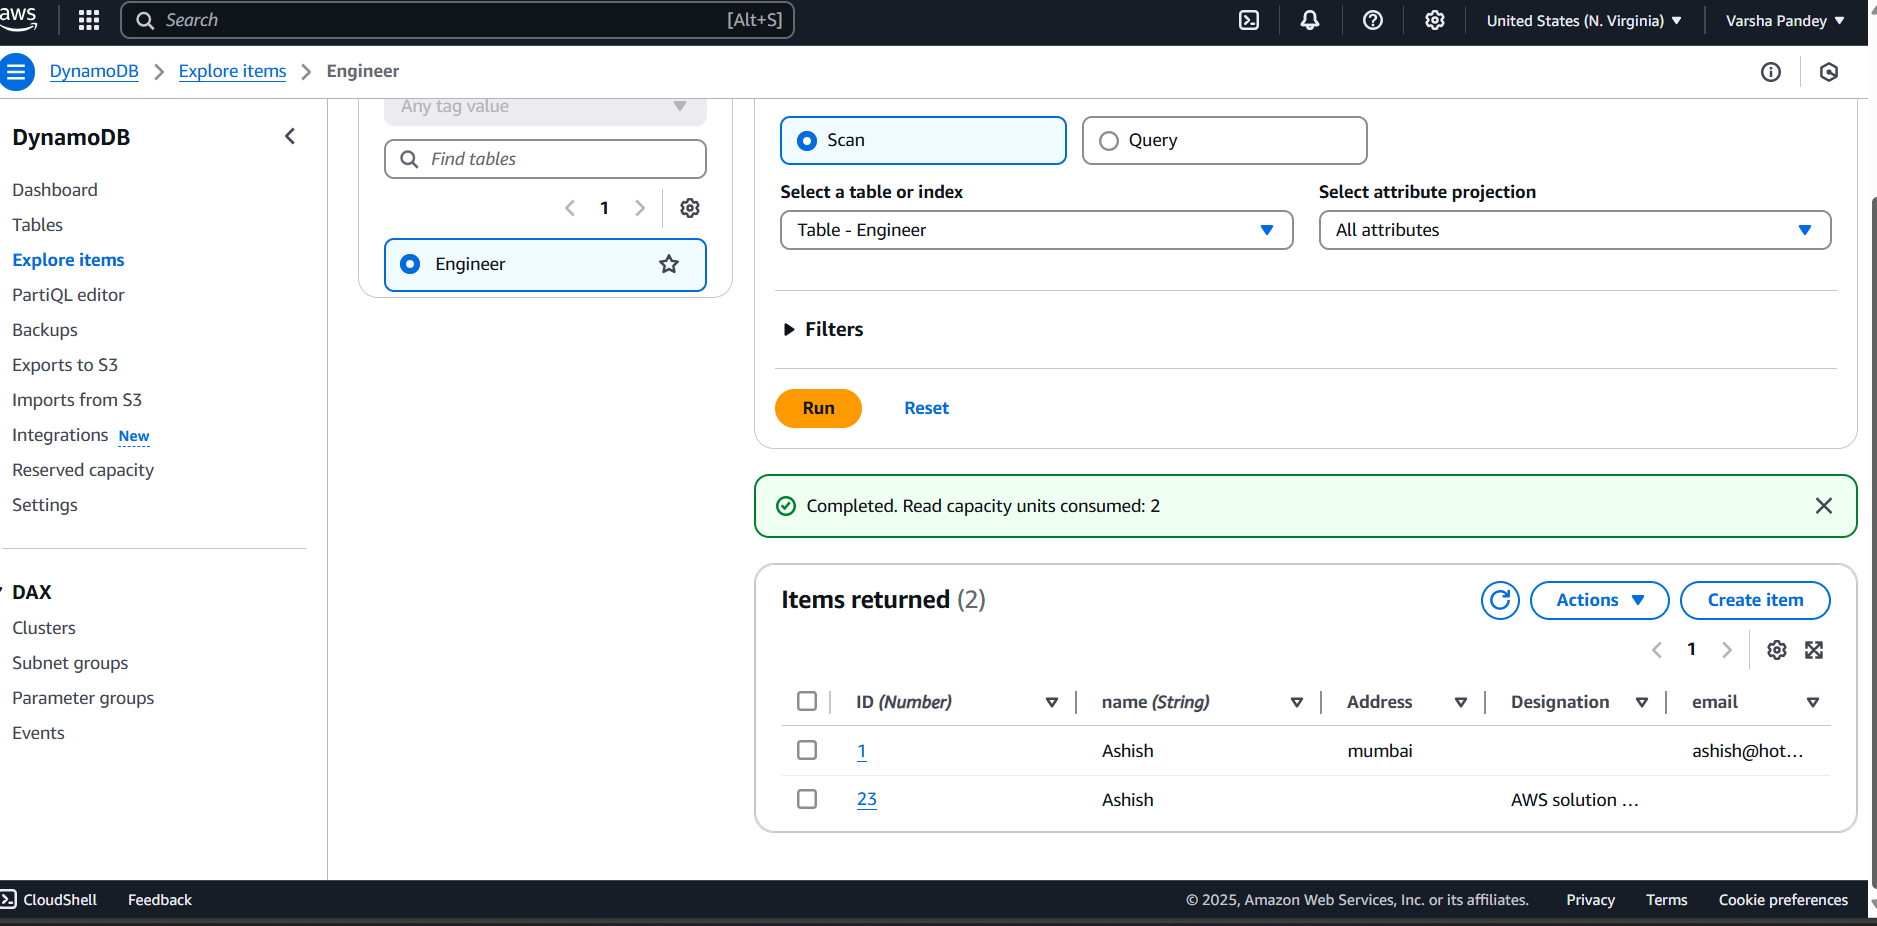 aws
Search [Alt+S]
United States (N. Virginia)
Varsha Pandey
DynamoDB
Explore items
Engineer
DynamoDB
Dashboard
Tables
Explore items
PartiQL editor
Backups
Exports to S3
Imports from S3
Integrations New
Reserved capacity
Settings
DAX
Clusters
Subnet groups
Parameter groups
Events
Any tag value
Find tables
1
Engineer
Scan
Query
Select a table or index
Table - Engineer
Select attribute projection
All attributes
Filters
Run
Reset
Completed. Read capacity units consumed: 2
Items returned (2)
Actions
Create item
1
ID (Number) name (String) Address Designation email
1 Ashish mumbai ashish@hot...
23 Ashish AWS solution ...
CloudShell
Feedback
© 2025, Amazon Web Services, Inc. or its affiliates.
Privacy
Terms
Cookie preferences